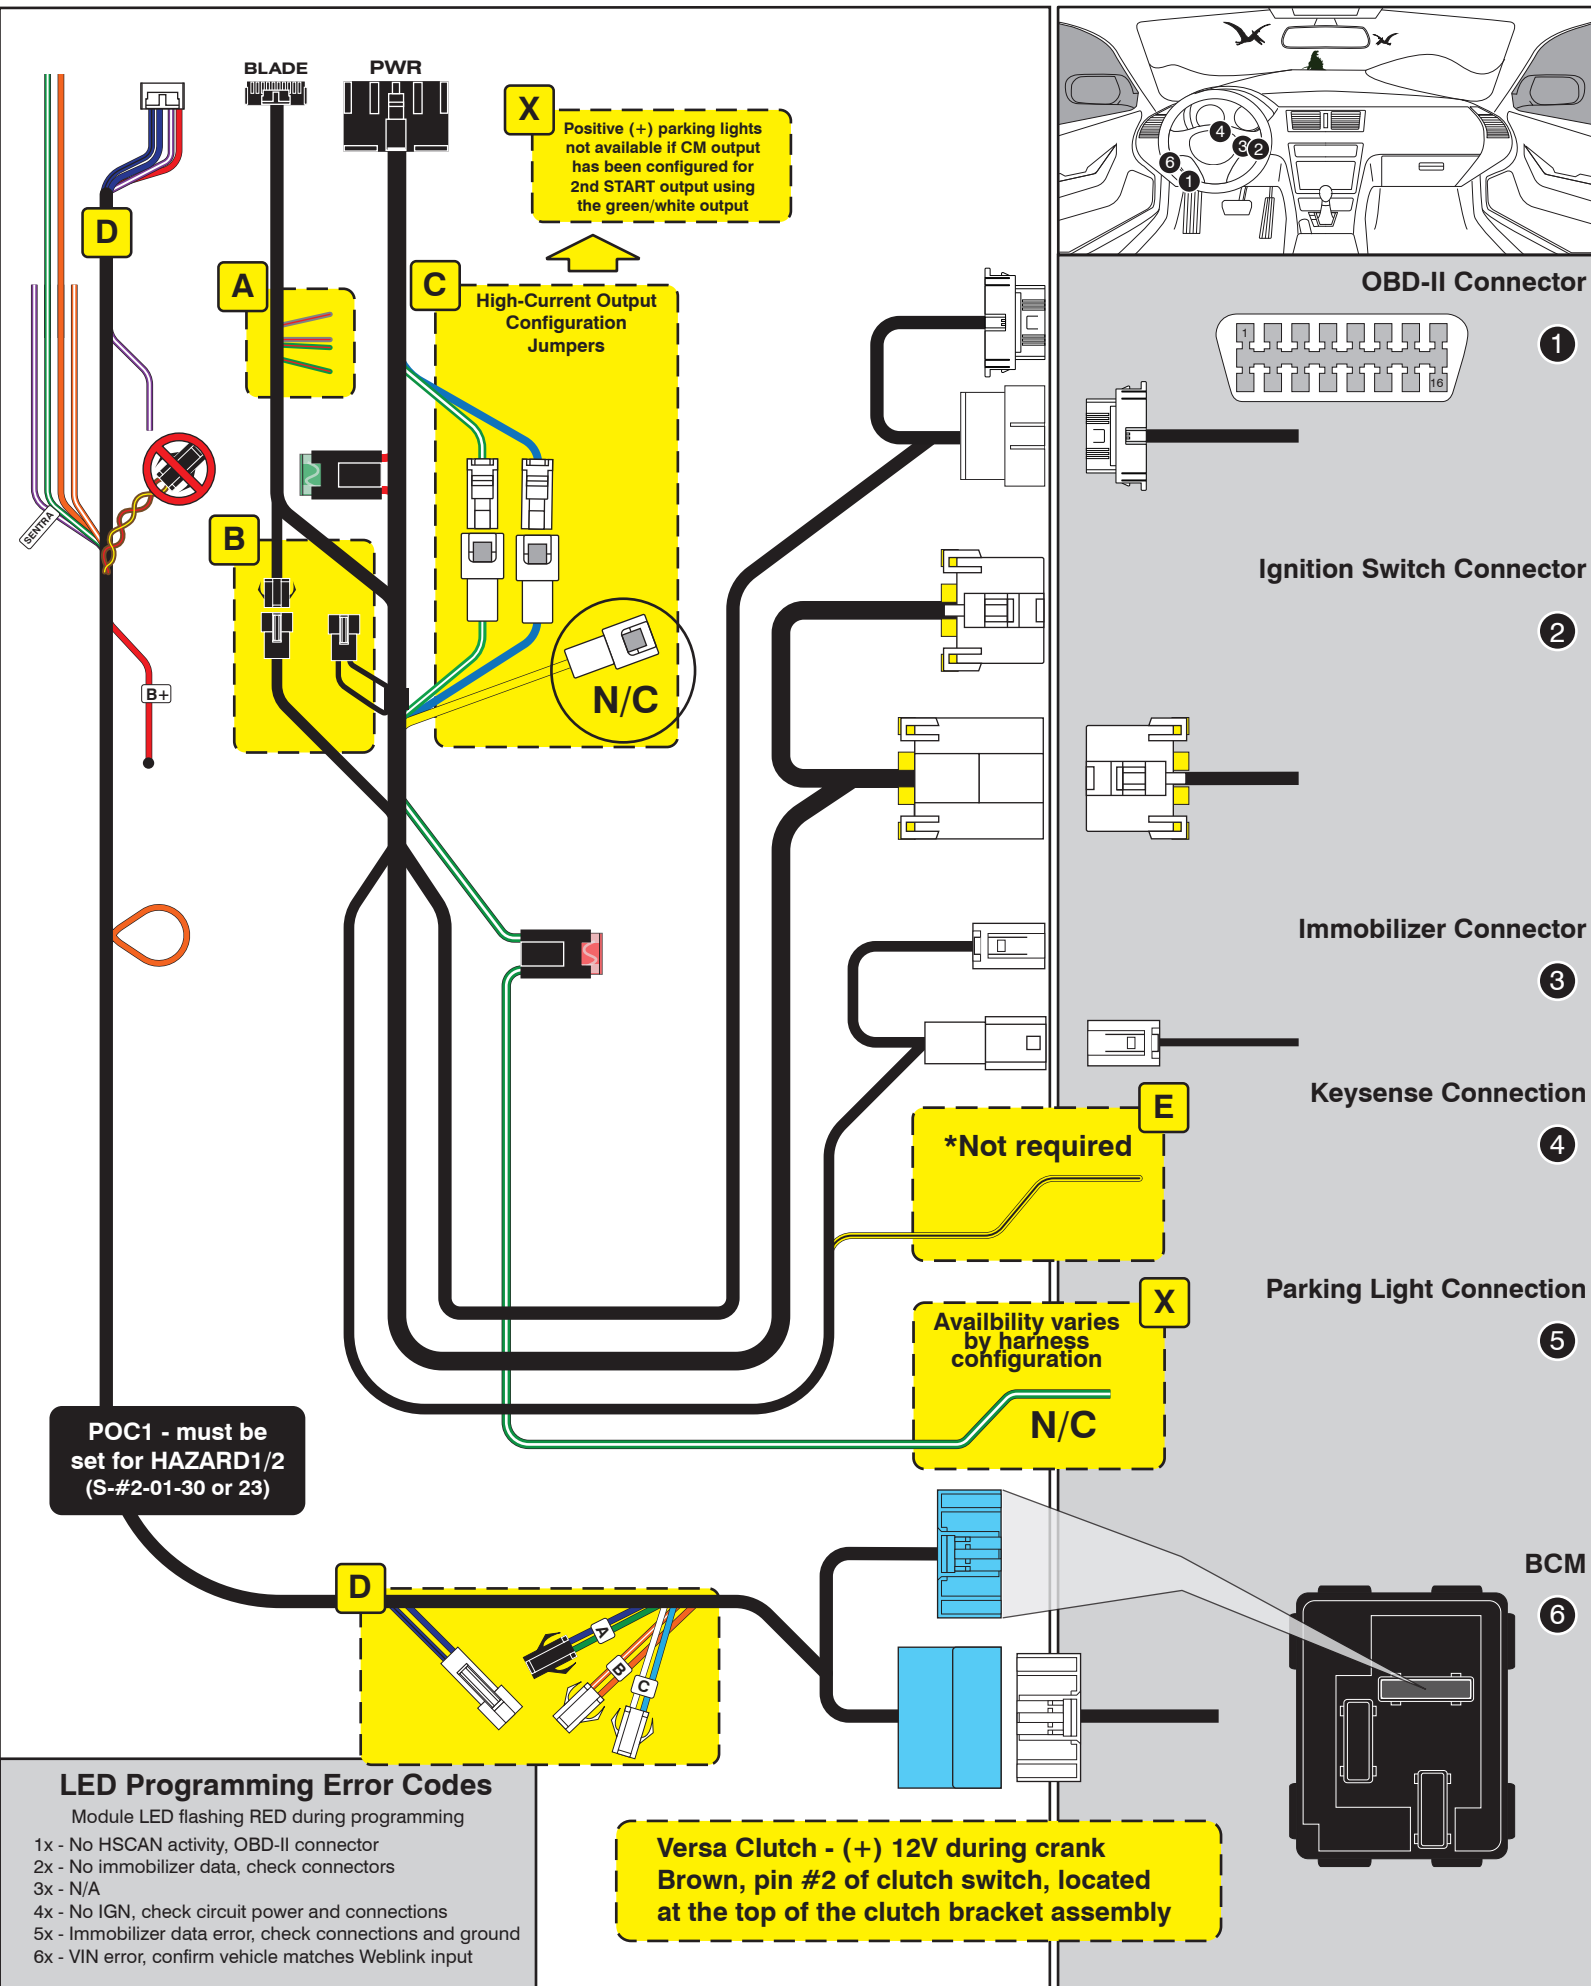 BLADE
PWR
X
Positive (+) parking lights
not available if CM output
has been configured for
2nd START output using
the green/white output
4
3
2
6
1
D
A
C
High-Current Output
Configuration
Jumpers
OBD-II Connector
1
1
16
SENTRA
B
Ignition Switch Connector
2
B+
N/C
Immobilizer Connector
3
E
*Not required
Keysense Connection
4
X
Availbility varies
by harness
configuration
N/C
Parking Light Connection
5
POC1 - must be
set for HAZARD1/2
(S-#2-01-30 or 23)
D
A
B
C
BCM
6
LED Programming Error Codes
Module LED flashing RED during programming
1x - No HSCAN activity, OBD-II connector
2x - No immobilizer data, check connectors
3x - N/A
4x - No IGN, check circuit power and connections
5x - Immobilizer data error, check connections and ground
6x - VIN error, confirm vehicle matches Weblink input
Versa Clutch - (+) 12V during crank
Brown, pin #2 of clutch switch, located
at the top of the clutch bracket assembly